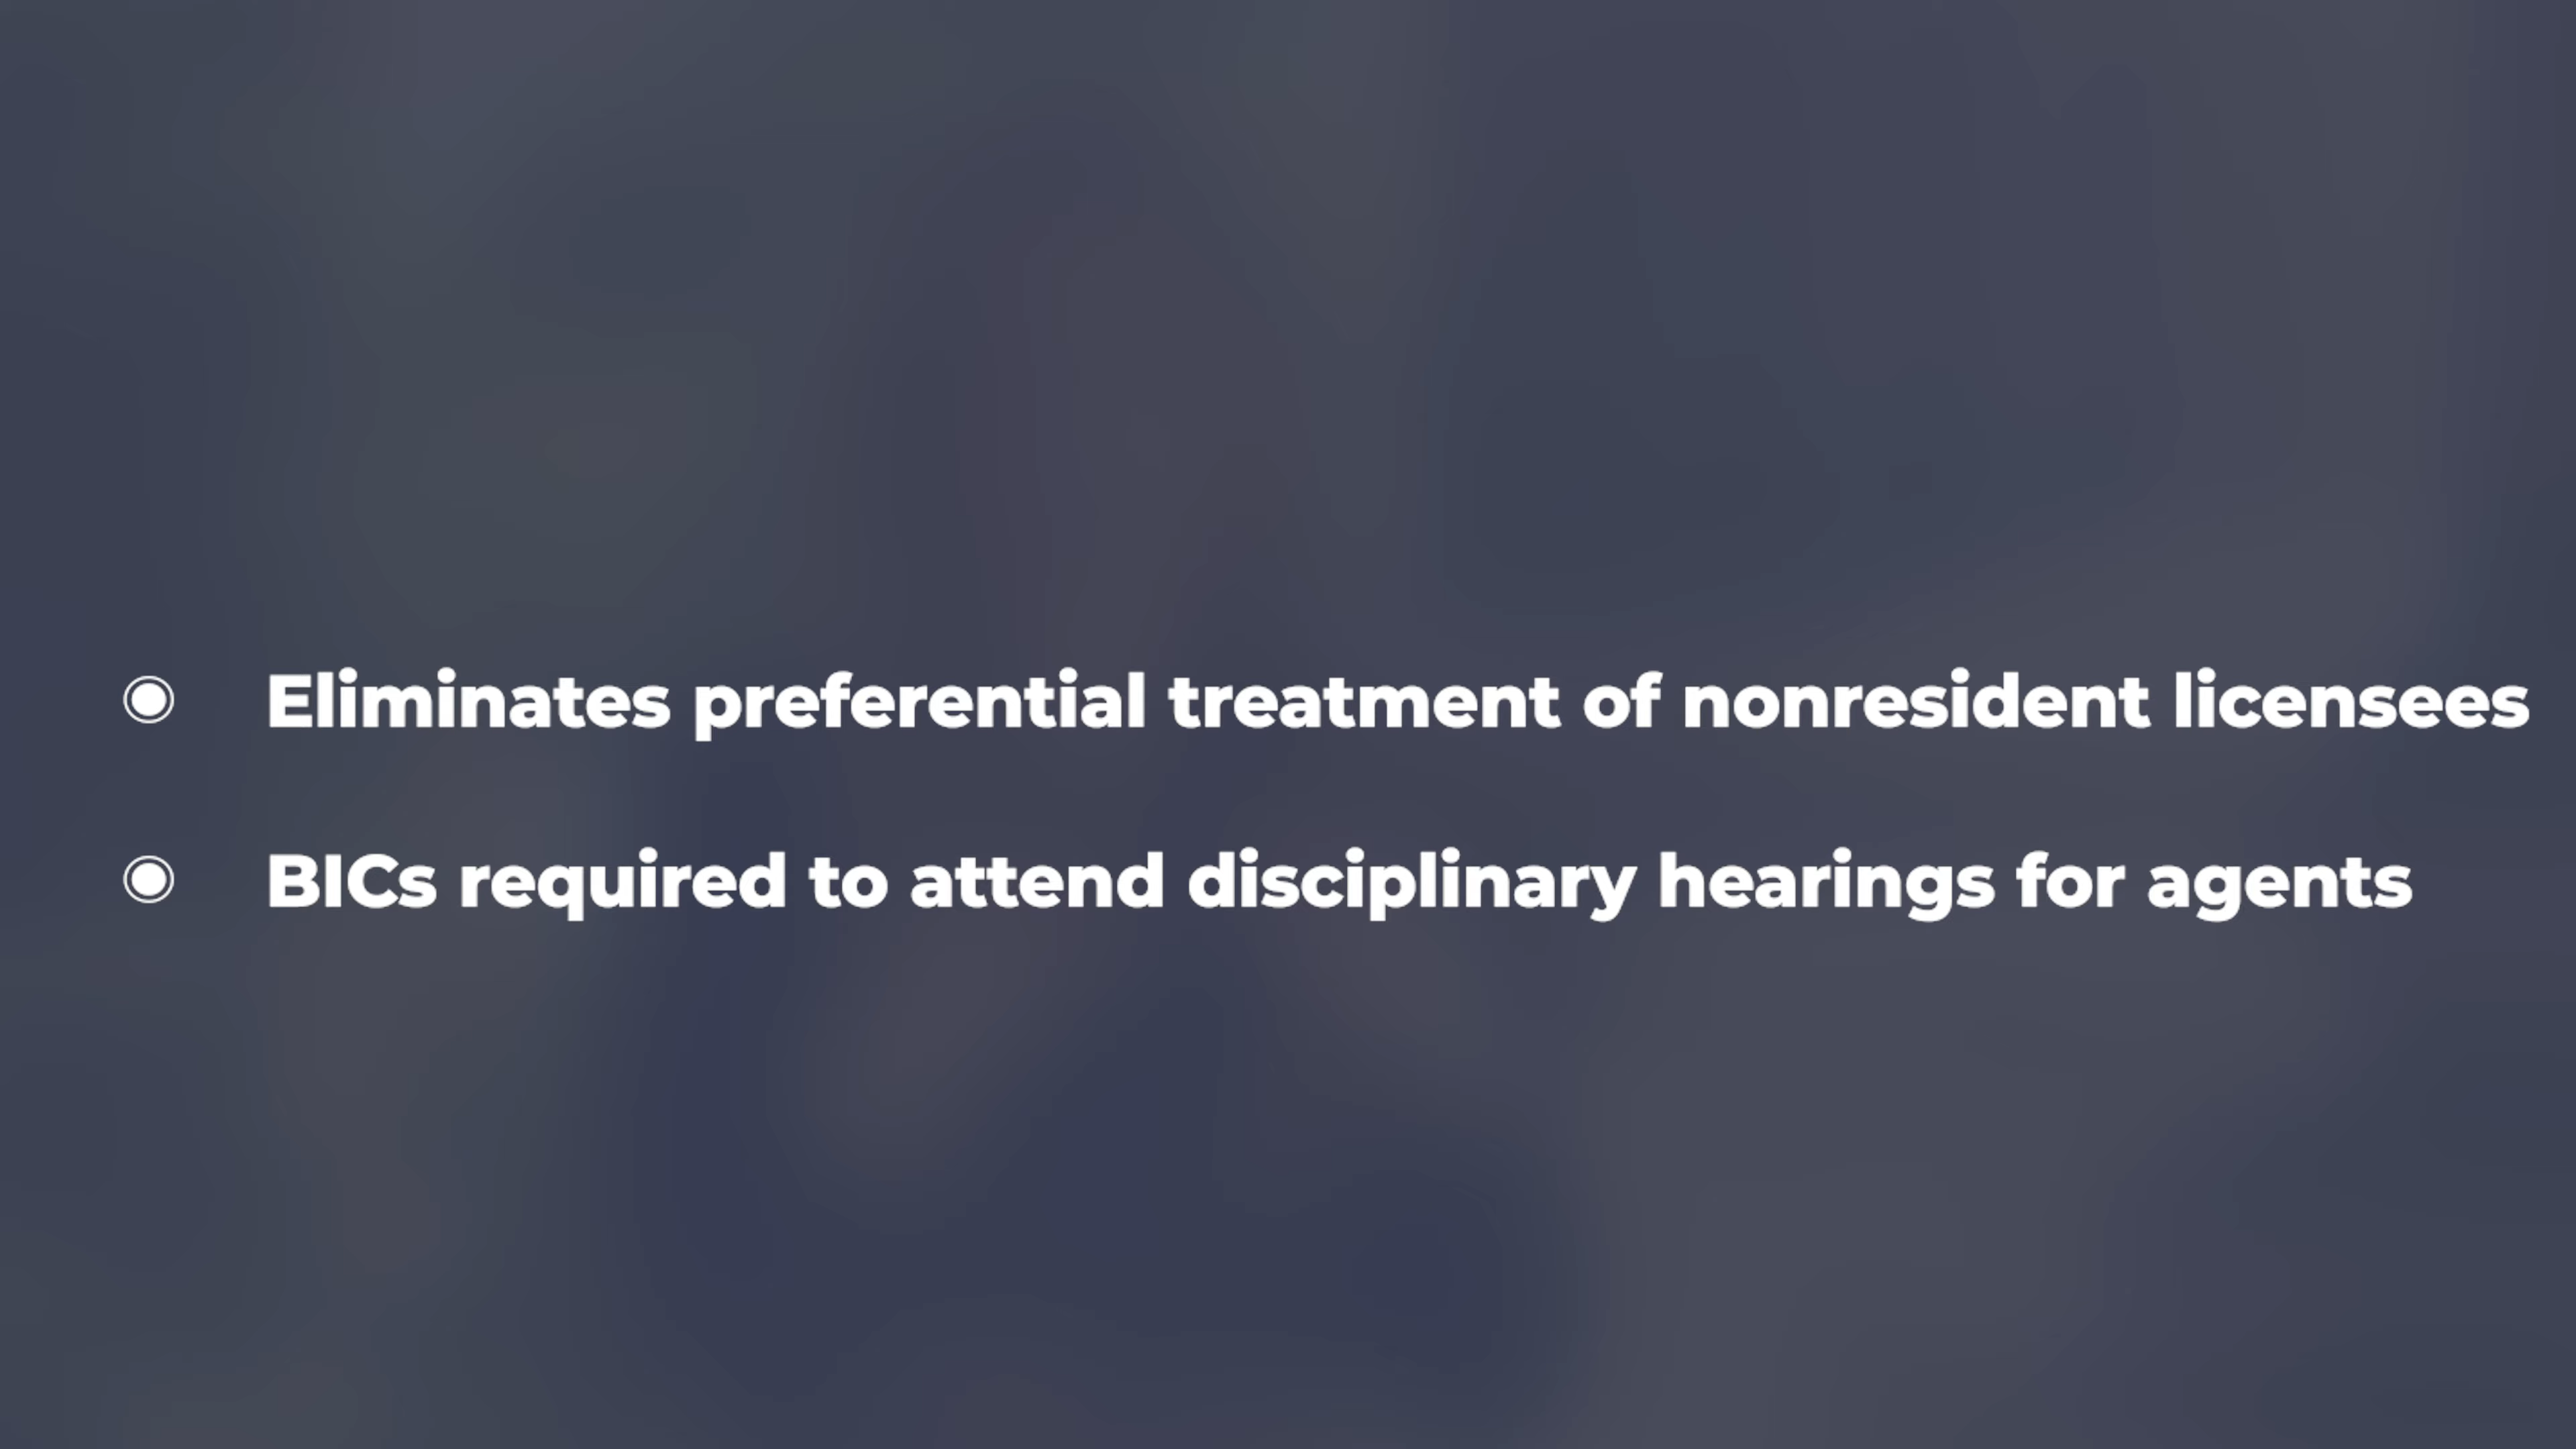 ◉ Eliminates preferential treatment of nonresident licensees
◉ BICs required to attend disciplinary hearings for agents